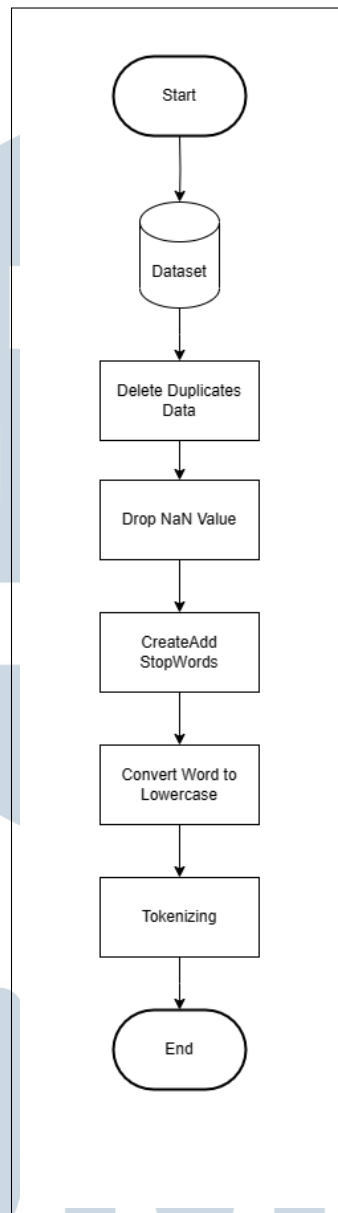 Start
Dataset
Delete Duplicates
Data
Drop NaN Value
CreateAdd
StopWords
Convert Word to
Lowercase
Tokenizing
End